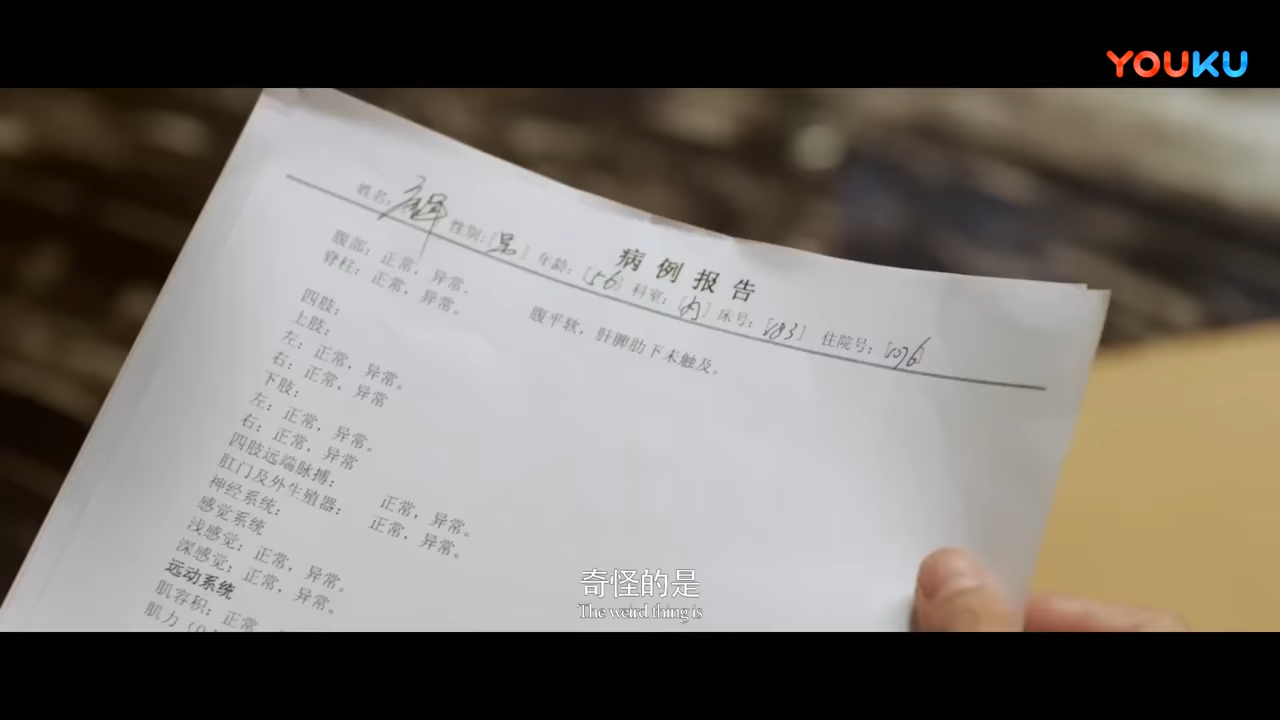 YOUKU
病例报告
姓名: 性别:[男] 年龄:[56] 科室:[内] 床号:[183] 住院号:[1076]
腹部:正常,异常。
脊柱:正常,异常。 腹平软,肝脾肋下未触及。
四肢:
上肢:
左:正常,异常。
右:正常,异常
下肢:
左:正常,异常。
右:正常,异常
四肢远端脉搏: 正常,异常。
肛门及外生殖器: 正常,异常。
神经系统:
感觉系统
浅感觉:正常,异常。
深感觉:正常,异常。
远动系统
肌容积:正常,
肌力(0
奇怪的是
The weird thing is